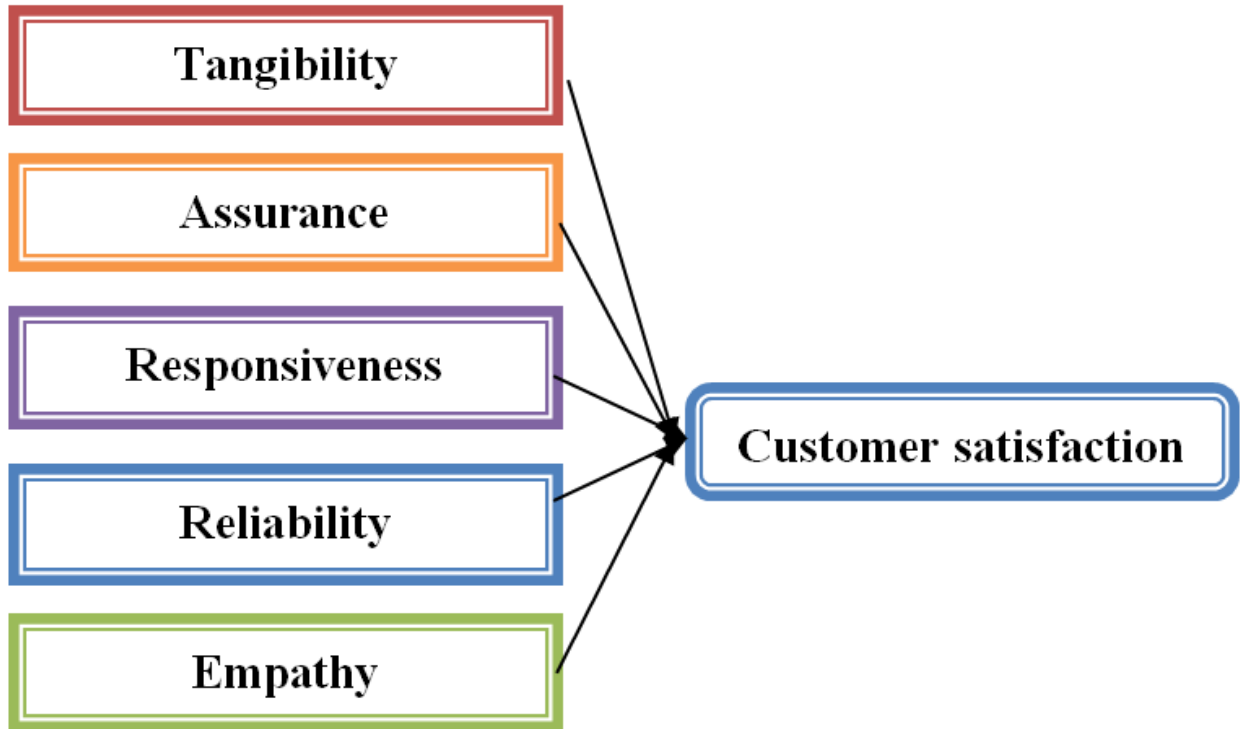 Tangibility
Assurance
Responsiveness
Reliability
Empathy
Customer satisfaction